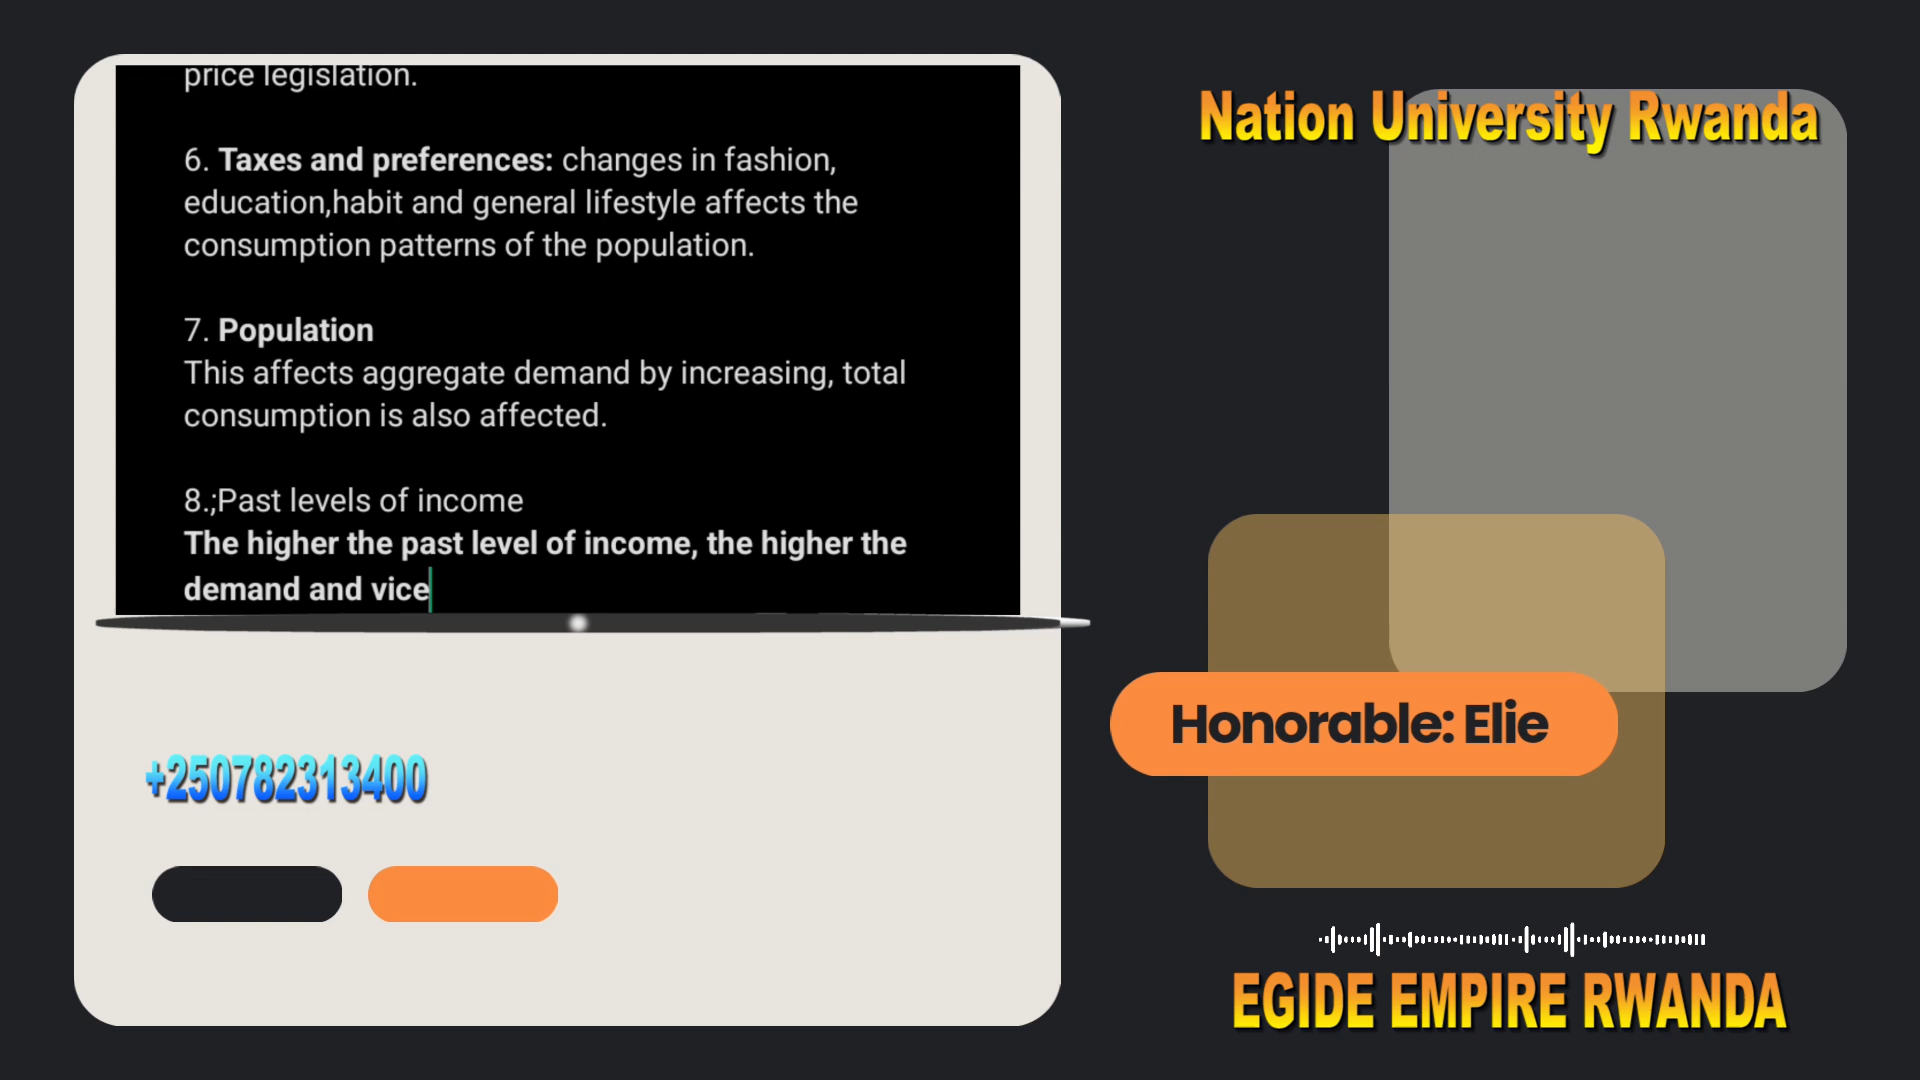 price legislation.
6. Taxes and preferences: changes in fashion,
education,habit and general lifestyle affects the
consumption patterns of the population.
7. Population
This affects aggregate demand by increasing, total
consumption is also affected.
8.;Past levels of income
The higher the past level of income, the higher the
demand and vice
+250782313400
Nation University Rwanda
Honorable: Elie
EGIDE EMPIRE RWANDA